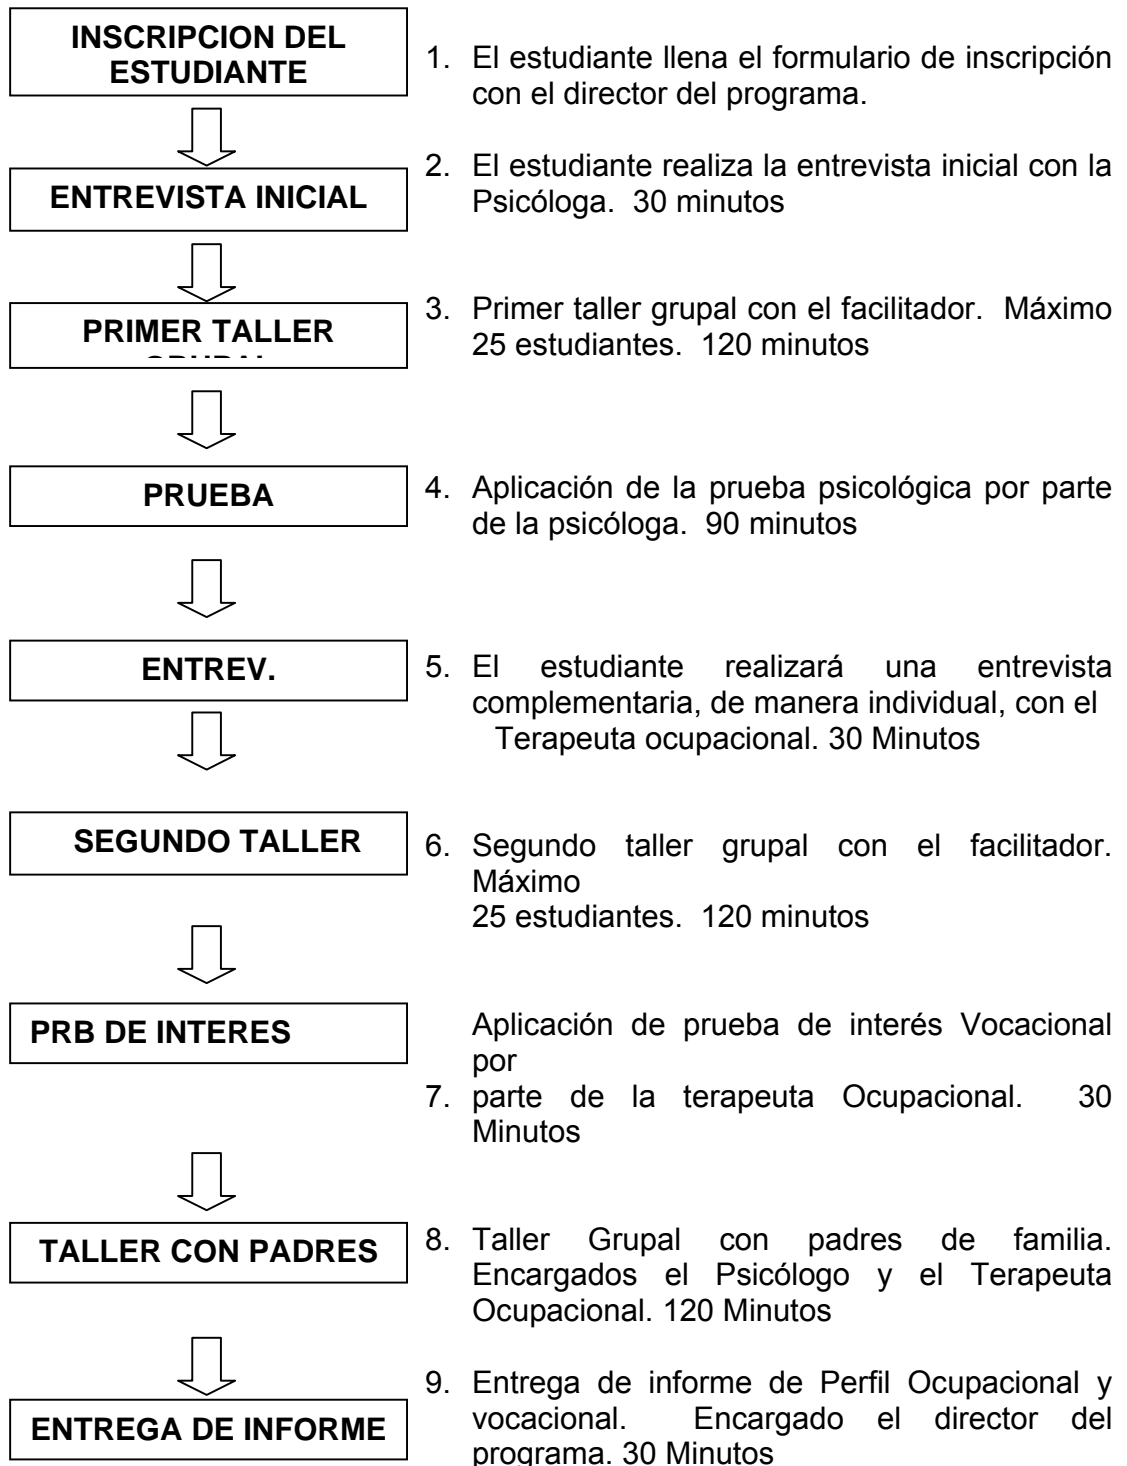 INSCRIPCION DEL
ESTUDIANTE
1. El estudiante llena el formulario de inscripción
con el director del programa.
ENTREVISTA INICIAL
2. El estudiante realiza la entrevista inicial con la
Psicóloga. 30 minutos
PRIMER TALLER
GRUPAL
3. Primer taller grupal con el facilitador. Máximo
25 estudiantes. 120 minutos
PRUEBA
4. Aplicación de la prueba psicológica por parte
de la psicóloga. 90 minutos
ENTREV.
5. El estudiante realizará una entrevista
complementaria, de manera individual, con el
Terapeuta ocupacional. 30 Minutos
SEGUNDO TALLER
6. Segundo taller grupal con el facilitador.
Máximo
25 estudiantes. 120 minutos
PRB DE INTERES
Aplicación de prueba de interés Vocacional
por
7. parte de la terapeuta Ocupacional. 30
Minutos
TALLER CON PADRES
8. Taller Grupal con padres de familia.
Encargados el Psicólogo y el Terapeuta
Ocupacional. 120 Minutos
ENTREGA DE INFORME
9. Entrega de informe de Perfil Ocupacional y
vocacional. Encargado el director del
programa. 30 Minutos